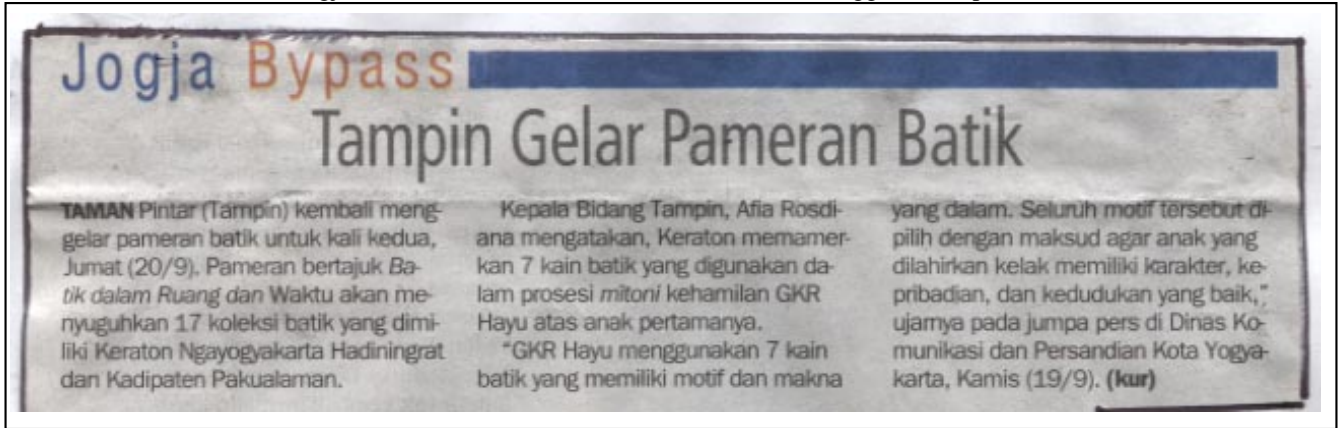 Jogja Bypass
Tampin Gelar Pameran Batik
TAMAN Pintar (Tampin) kembali meng-
gelar pameran batik untuk kali kedua,
Jumat (20/9). Pameran bertajuk Ba-
tik dalam Ruang dan Waktu akan me-
nyuguhkan 17 koleksi batik yang dimi-
liki Keraton Ngayogyakarta Hadiningrat
dan Kadipaten Pakualaman.
Kepala Bidang Tampin, Afia Rosdi-
ana mengatakan, Keraton memamer-
kan 7 kain batik yang digunakan da-
lam prosesi mitoni kehamilan GKR
Hayu atas anak pertamanya.
"GKR Hayu menggunakan 7 kain
batik yang memiliki motif dan makna
yang dalam. Seluruh motif tersebut di-
pilih dengan maksud agar anak yang
dilahirkan kelak memiliki karakter, ke-
pribadian, dan kedudukan yang baik,"
ujarnya pada jumpa pers di Dinas Ko-
munikasi dan Persandian Kota Yogya-
karta, Kamis (19/9). (kur)